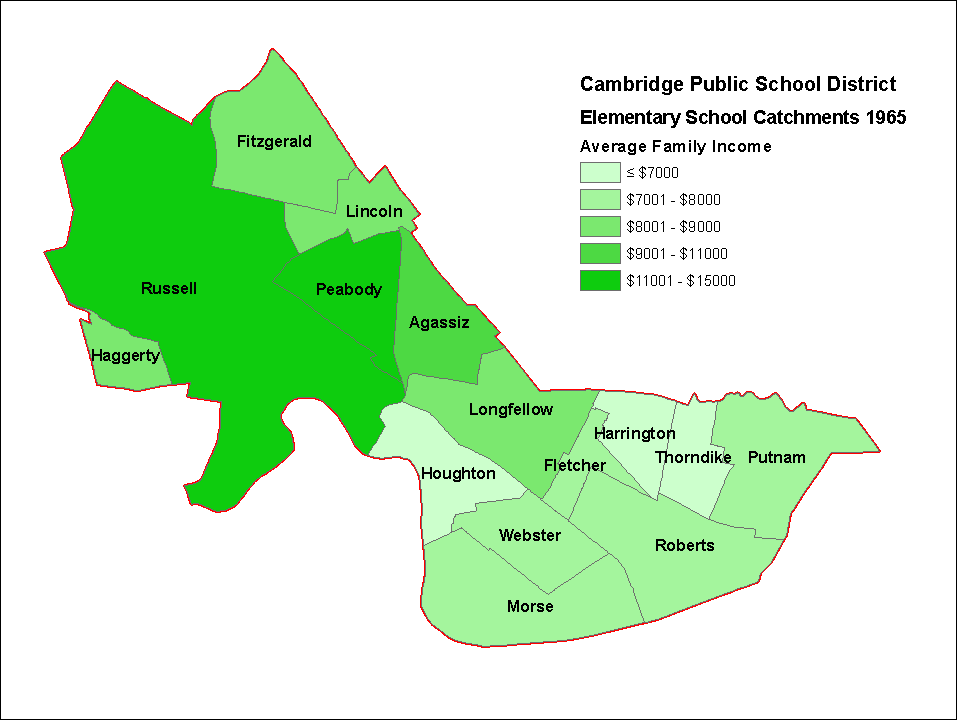 Cambridge Public School District
Elementary School Catchments 1965
Average Family Income
≤ $7000
$7001 - $8000
$8001 - $9000
$9001 - $11000
$11001 - $15000
Fitzgerald
Lincoln
Russell
Peabody
Agassiz
Haggerty
Longfellow
Harrington
Thorndike
Putnam
Fletcher
Houghton
Webster
Roberts
Morse